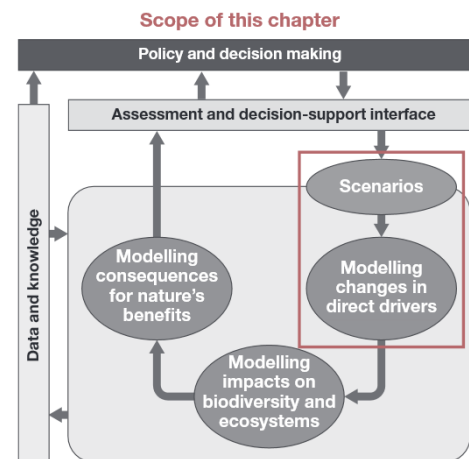 Scope of this chapter
Policy and decision making
Assessment and decision-support interface
Data and knowledge
Scenarios
Modelling
changes in
direct drivers
Modelling
consequences
for nature's
benefits
Modelling
impacts on
biodiversity and
ecosystems